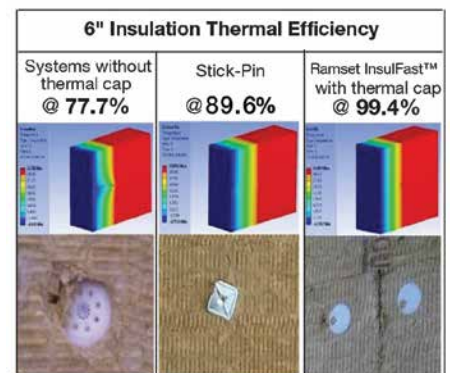 6" Insulation Thermal Efficiency
Systems without
thermal cap
@ 77.7%
Stick-Pin
@ 89.6%
Ramset InsulFast™
with thermal cap
@ 99.4%